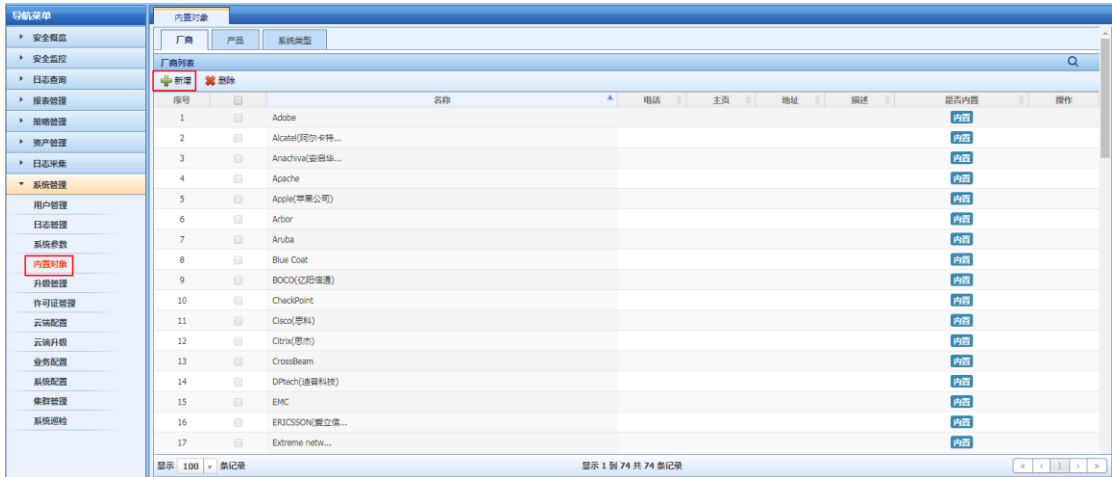 导航菜单
安全概览
安全监控
日志查询
报表管理
策略管理
资产管理
日志采集
系统管理
用户管理
日志管理
系统参数
内置对象
升级管理
许可证管理
云端配置
云端升级
业务配置
系统配置
集群管理
系统巡检
内置对象
厂商 产品 系统类型
厂商列表
新增 删除
序号 名称 电话 主页 地址 描述 是否内置 操作
1 Adobe 内置
2 Alcatel(阿尔卡特... 内置
3 Anachiva(安启华... 内置
4 Apache 内置
5 Apple(苹果公司) 内置
6 Arbor 内置
7 Aruba 内置
8 Blue Coat 内置
9 BOCO(亿阳信通) 内置
10 CheckPoint 内置
11 Cisco(思科) 内置
12 Citrix(思杰) 内置
13 CrossBeam 内置
14 DPtech(迪普科技) 内置
15 EMC 内置
16 ERICSSON(爱立信... 内置
17 Extreme netw... 内置
显示 100 条记录 显示 1 到 74 共 74 条记录 « ‹ 1 › »